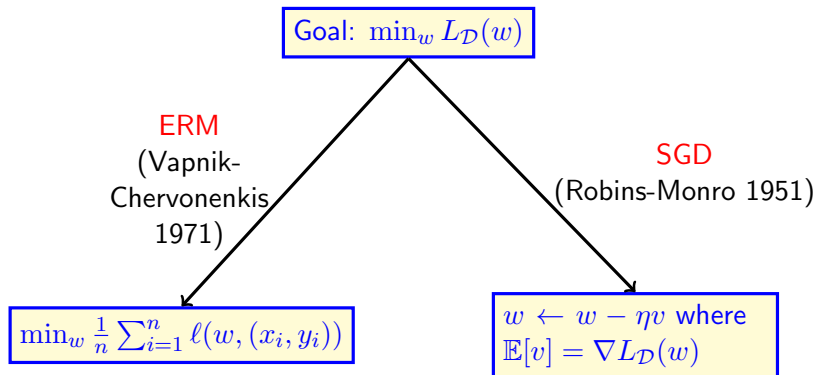 Goal: min_w L_𝒟(w)
ERM
(Vapnik-
Chervonenkis
1971)
SGD
(Robins-Monro 1951)
min_w 1/n ∑_{i=1}^n ℓ(w, (x_i, y_i))
w ← w − ηv where
𝔼[v] = ∇L_𝒟(w)